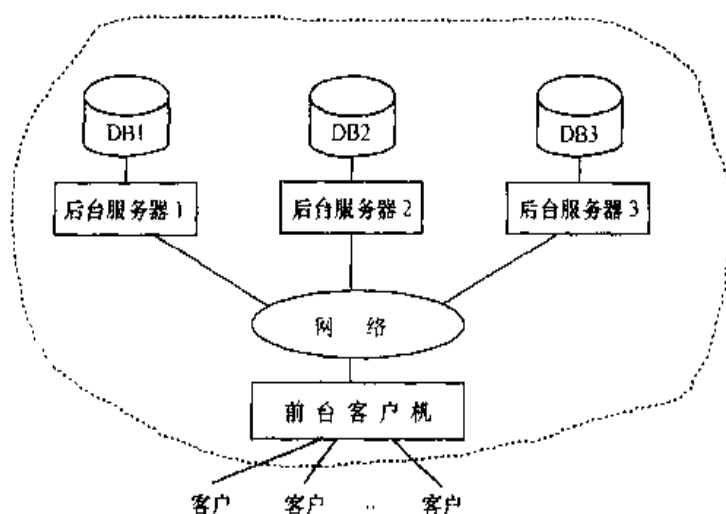 DB1 DB2 DB3
后台服务器1 后台服务器2 后台服务器3
网 络
前台客户机
客户 客户 .. 客户